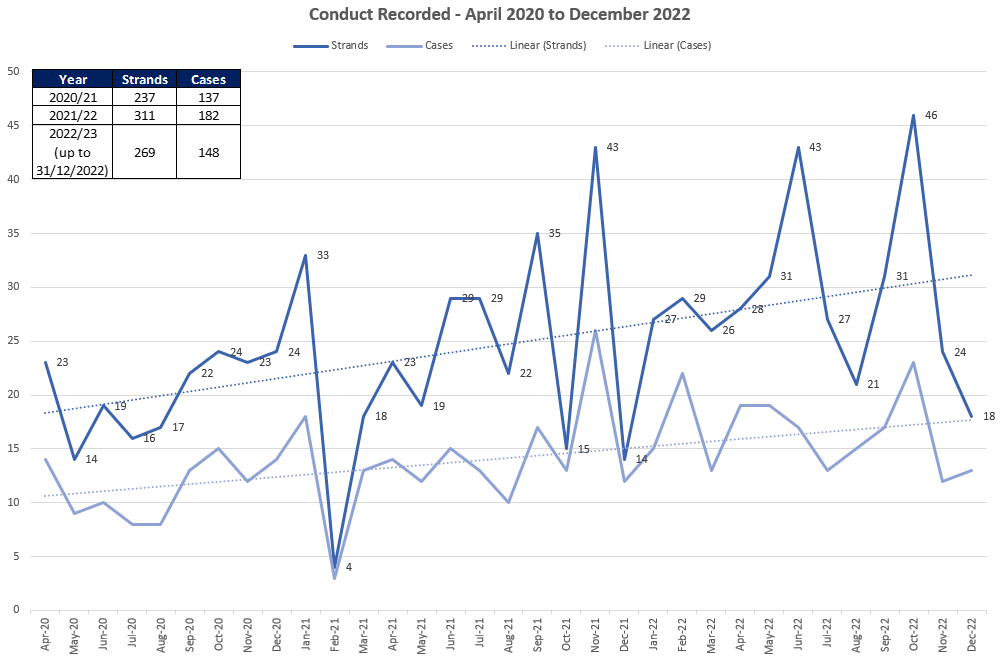 Conduct Recorded - April 2020 to December 2022
Strands Cases Linear (Strands) Linear (Cases)
50
45
40
35
30
25
20
15
10
5
0
Year Strands Cases
2020/21 237 137
2021/22 311 182
2022/23
(up to
31/12/2022) 269 148
23
14
19
16
17
22
24
23
24
33
4
18
23
19
29
29
22
35
15
43
14
27
29
26
28
31
43
27
21
31
46
24
18
Apr-20
May-20
Jun-20
Jul-20
Aug-20
Sep-20
Oct-20
Nov-20
Dec-20
Jan-21
Feb-21
Mar-21
Apr-21
May-21
Jun-21
Jul-21
Aug-21
Sep-21
Oct-21
Nov-21
Dec-21
Jan-22
Feb-22
Mar-22
Apr-22
May-22
Jun-22
Jul-22
Aug-22
Sep-22
Oct-22
Nov-22
Dec-22